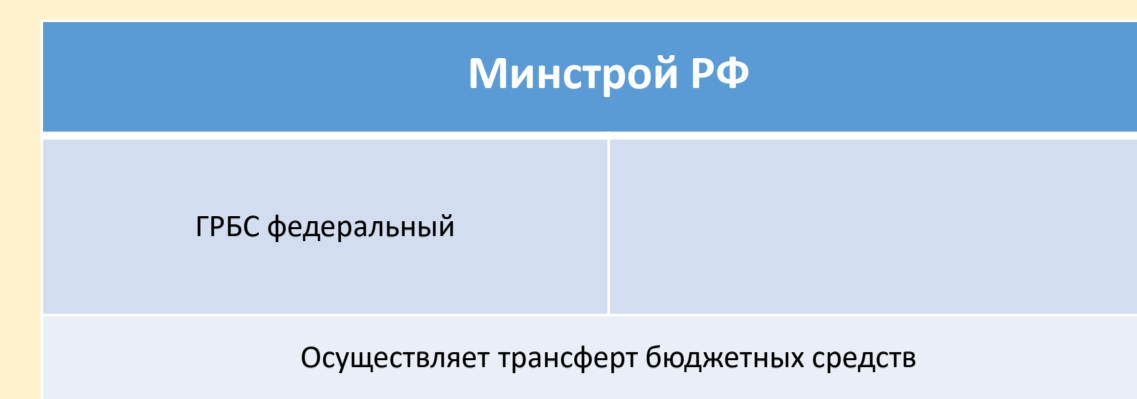 Минстрой РФ
ГРБС федеральный
Осуществляет трансферт бюджетных средств